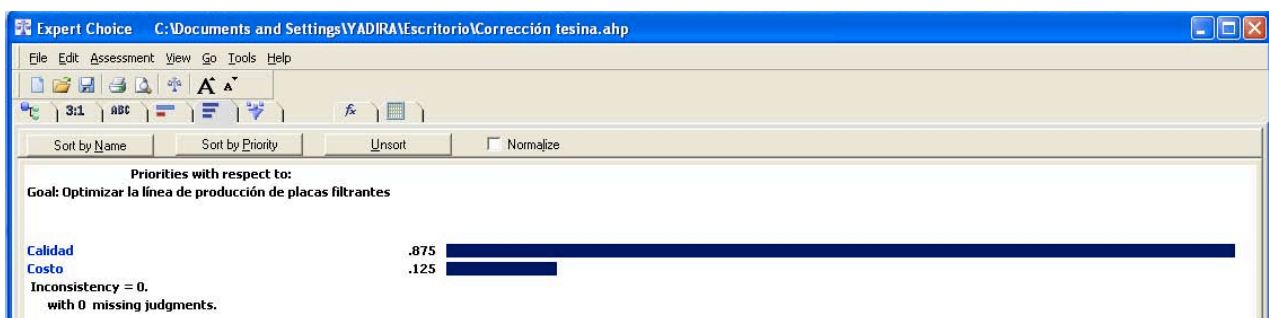 Expert Choice C:\Documents and Settings\YADIRA\Escritorio\Corrección tesina.ahp
File Edit Assessment View Go Tools Help
A A
3:1 ABC fx
Sort by Name Sort by Priority Unsort Normalize
Priorities with respect to:
Goal: Optimizar la línea de producción de placas filtrantes
Calidad .875
Costo .125
Inconsistency = 0.
with 0 missing judgments.